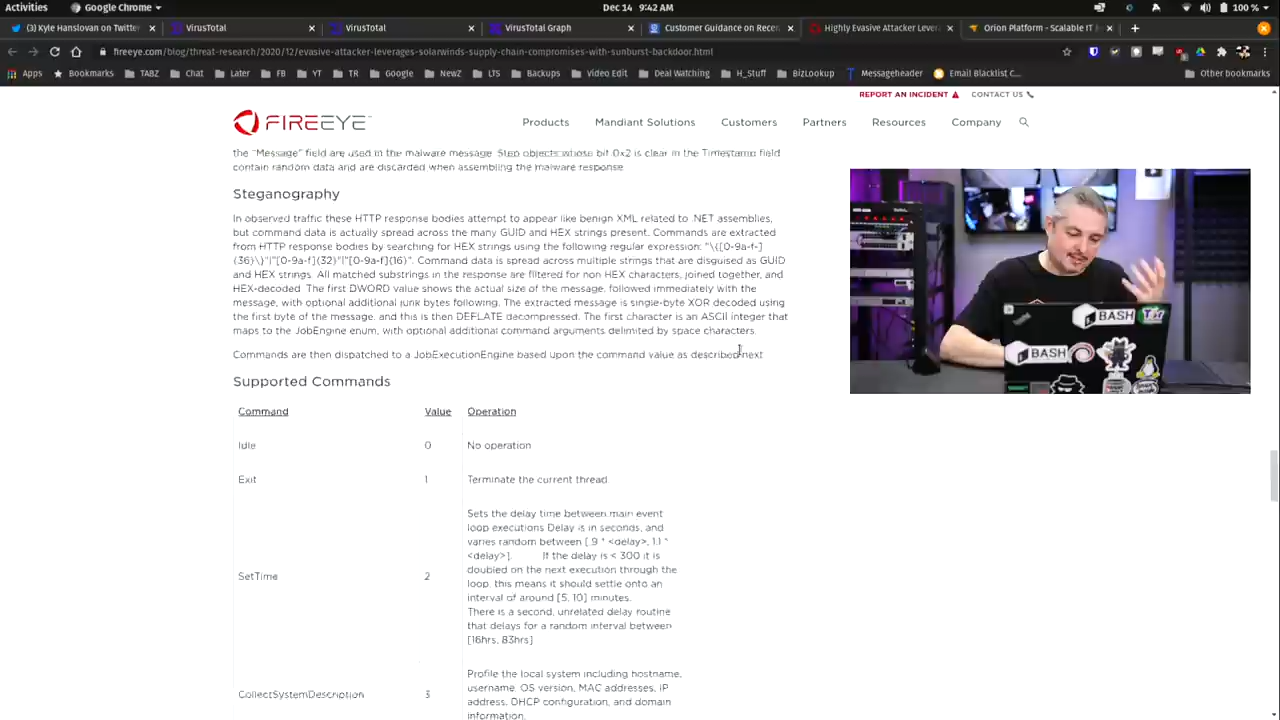 Activities
Google Chrome
Dec 14 9:42 AM
100 %
(1) Kyle Hanslovan on Twitter
VirusTotal
VirusTotal
VirusTotal Graph
Customer Guidance on Recen
Highly Evasive Attacker Lever
Orion Platform - Scalable IT
fireeye.com/blog/threat-research/2020/12/evasive-attacker-leverages-solarwinds-supply-chain-compromises-with-sunburst-backdoor.html
Apps Bookmarks TABZ Chat Later FB YT TR Google NewZ LTS Backups Video Edit Deal Watching H_Stuff BizLookup Messageheader Email Blacklist C... Other bookmarks
REPORT AN INCIDENT CONTACT US
FIREEYE
Products Mandiant Solutions Customers Partners Resources Company
the "Message" field are used in the malware message. Step objects whose bit 0x2 is clear in the Timestamp field
contain random data and are discarded when assembling the malware response
Steganography
In observed traffic these HTTP response bodies attempt to appear like benign XML related to .NET assemblies,
but command data is actually spread across the many GUID and HEX strings present. Commands are extracted
from HTTP response bodies by searching for HEX strings using the following regular expression: "\{[0-9a-f-]
{36}\}"|"[0-9a-f]{32}"|"[0-9a-f]{16}". Command data is spread across multiple strings that are disguised as GUID
and HEX strings. All matched substrings in the response are filtered for non HEX characters, joined together, and
HEX-decoded. The first DWORD value shows the actual size of the message, followed immediately with the
message, with optional additional junk bytes following. The extracted message is single-byte XOR decoded using
the first byte of the message, and this is then DEFLATE decompressed. The first character is an ASCII integer that
maps to the JobEngine enum, with optional additional command arguments delimited by space characters.
Commands are then dispatched to a JobExecutionEngine based upon the command value as described next
Supported Commands
Command Value Operation
Idle 0 No operation
Exit 1 Terminate the current thread.
SetTime 2
Sets the delay time between main event
loop executions Delay is in seconds, and
varies random between [.9 * <delay>, 1.1 *
<delay>]. If the delay is < 300 it is
doubled on the next execution through the
loop, this means it should settle onto an
interval of around [5, 10] minutes.
There is a second, unrelated delay routine
that delays for a random interval between
[16hrs, 83hrs]
CollectSystemDescription 3
Profile the local system including hostname,
username, OS version, MAC addresses, IP
address, DHCP configuration, and domain
information.
BASH
BASH